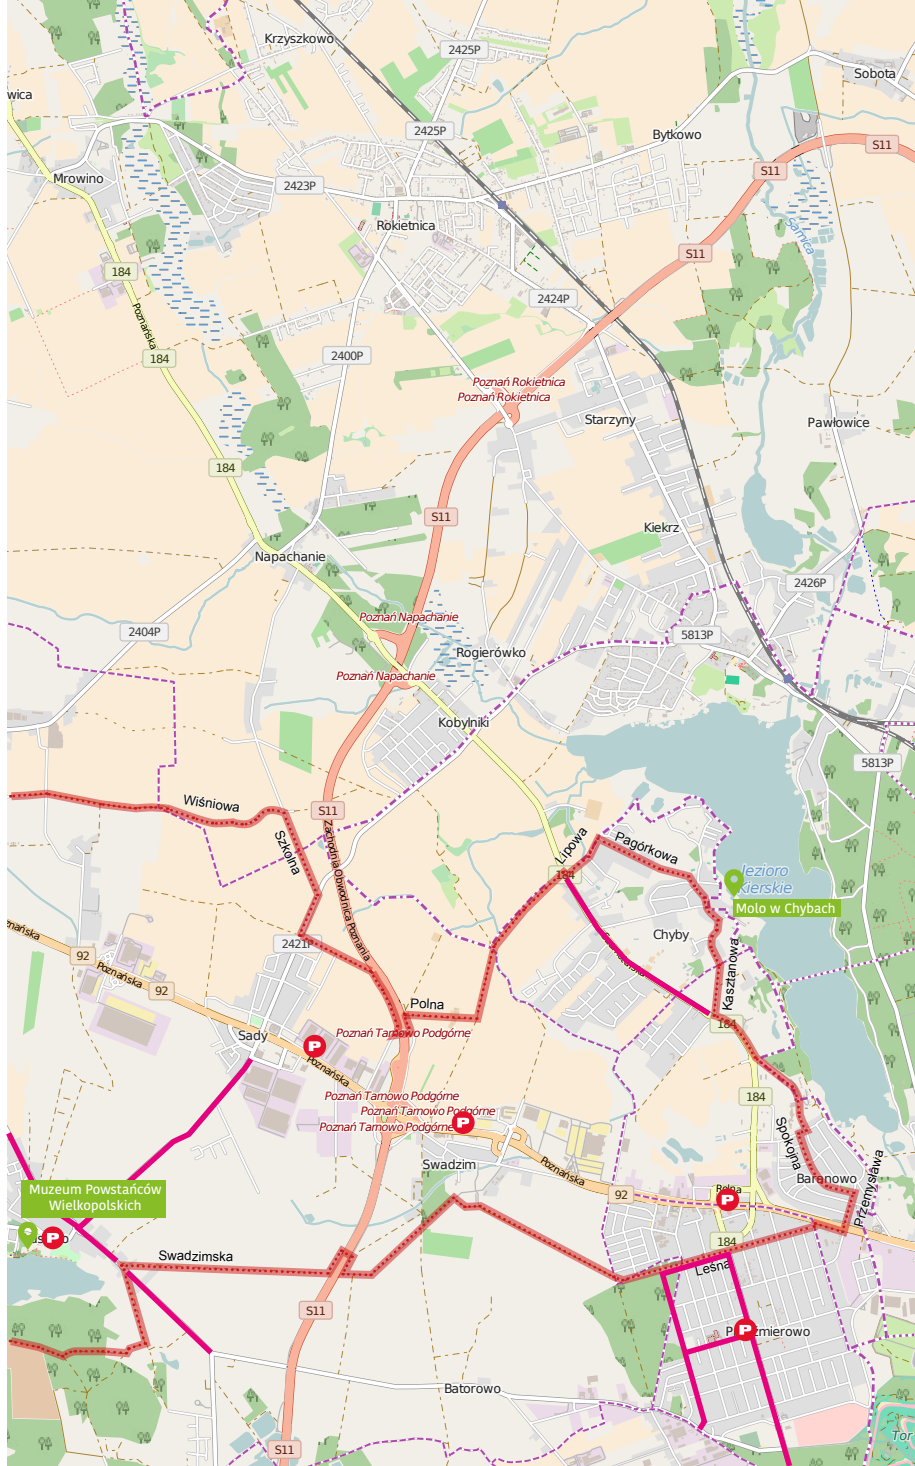 Krzyszkowo
2425P
Sobota
wica
2425P
Bytkowo
S11
S11
Mrowino
2423P
Rokietnica
Samica
S11
184
2424P
Poznańska
184
2400P
Poznań Rokietnica
Poznań Rokietnica
Starzyny
Pawłowice
184
S11
Kiekrz
Napachanie
2426P
Poznań Napachanie
2404P
5813P
Rogierówko
Poznań Napachanie
Kobylniki
5813P
Wiśniowa
S11
Szkolna
Zachodnia Obwodnica Poznania
Lipowa
Pagórkowa
184
Jezioro
Kierskie
Molo w Chybach
znańska
2421P
Chyby
92
Poznańska
92
Kasztanowa
Polna
184
Sady
Poznań Tarnowo Podgórne
P
Poznańska
Poznań Tarnowo Podgórne
184
Poznań Tarnowo Podgórne
P
Poznań Tarnowo Podgórne
Spokojna
Swadzim
Poznańska
Baranowo
Przemysława
Muzeum Powstańców
Wielkopolskich
92
Rolna
P
P
184
Swadzimska
Leśna
S11
P
Batorowo
S11
Tor